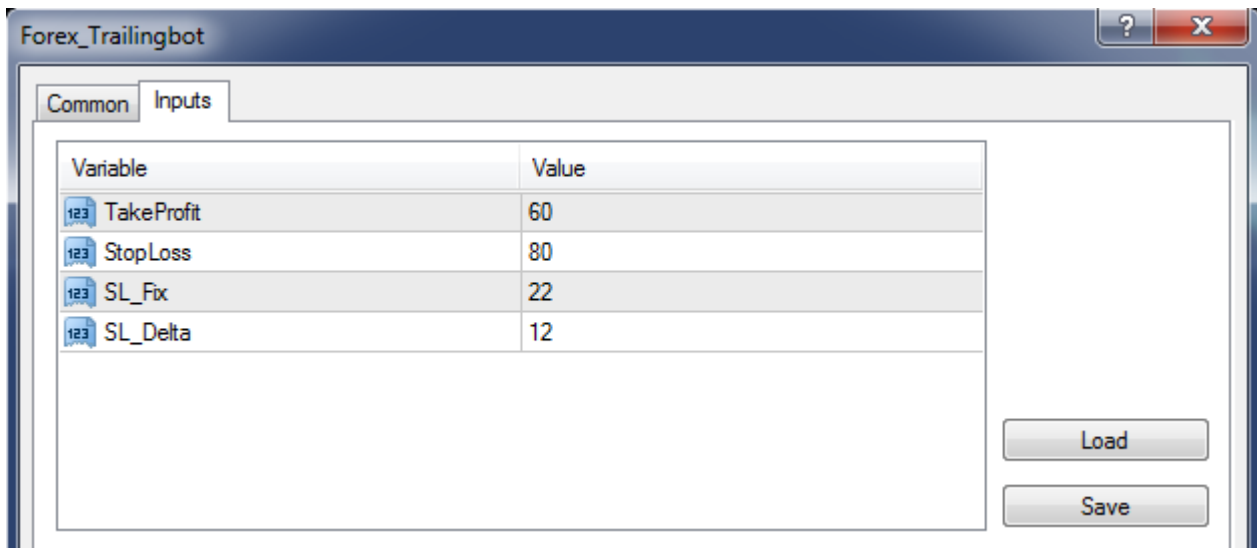 Forex_Trailingbot
Common Inputs
Variable Value
TakeProfit 60
StopLoss 80
SL_Fix 22
SL_Delta 12
Load
Save